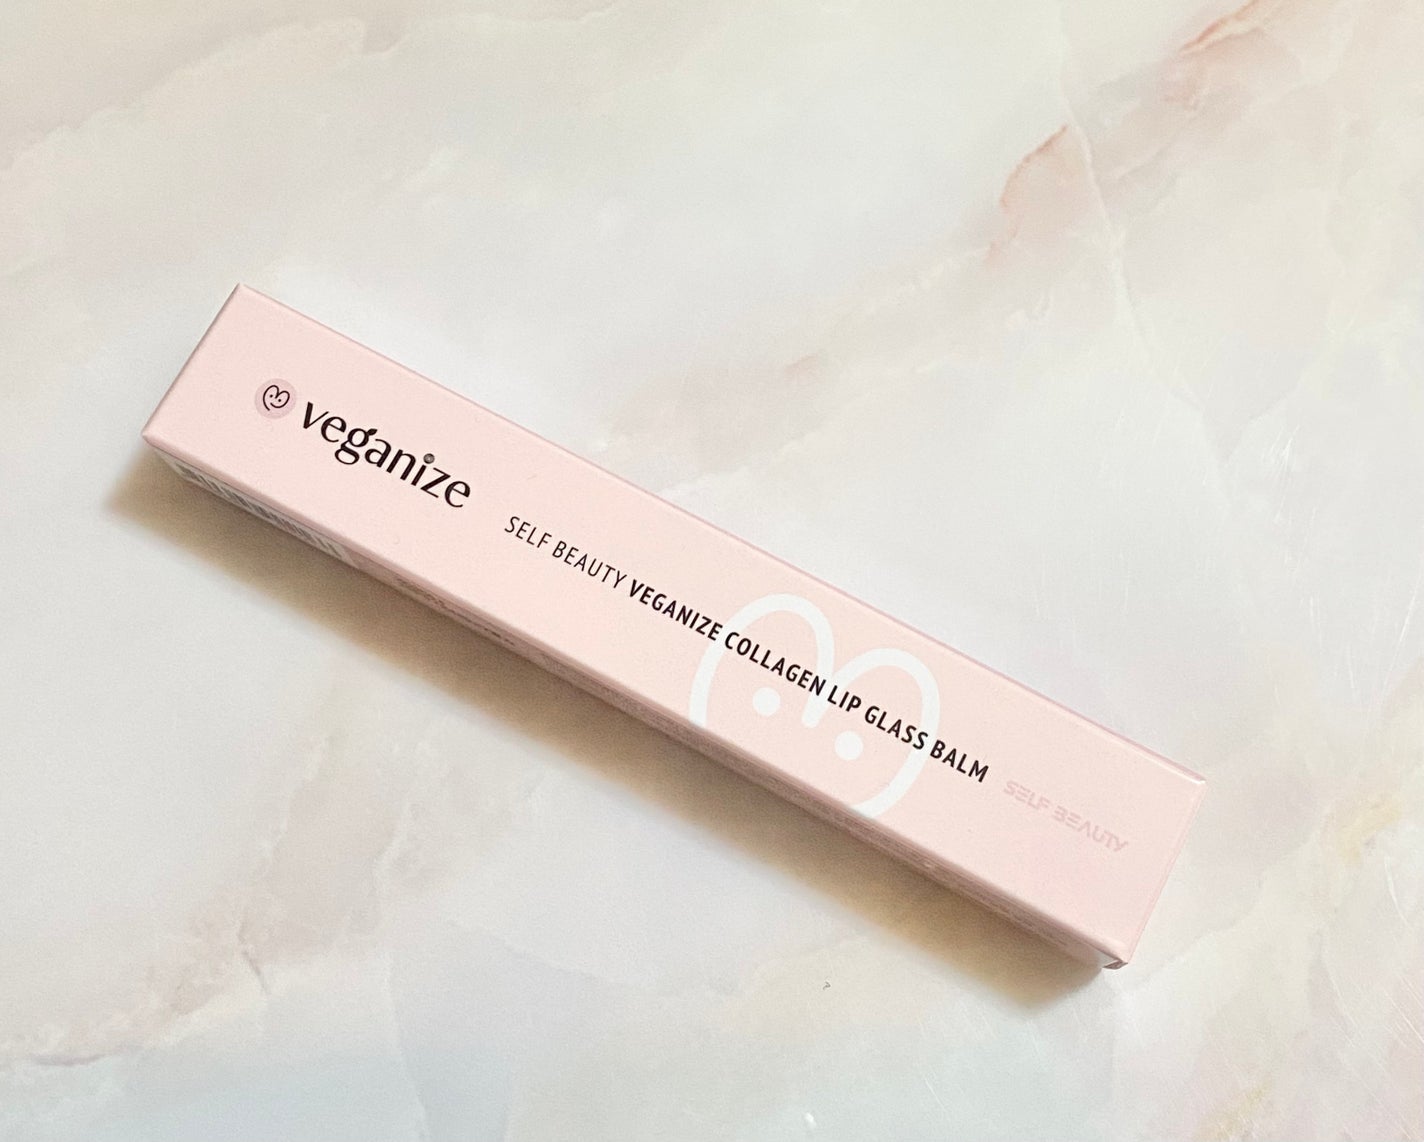 veganize
SELF BEAUTY VEGANIZE COLLAGEN LIP GLASS BALM
SELF BEAUTY